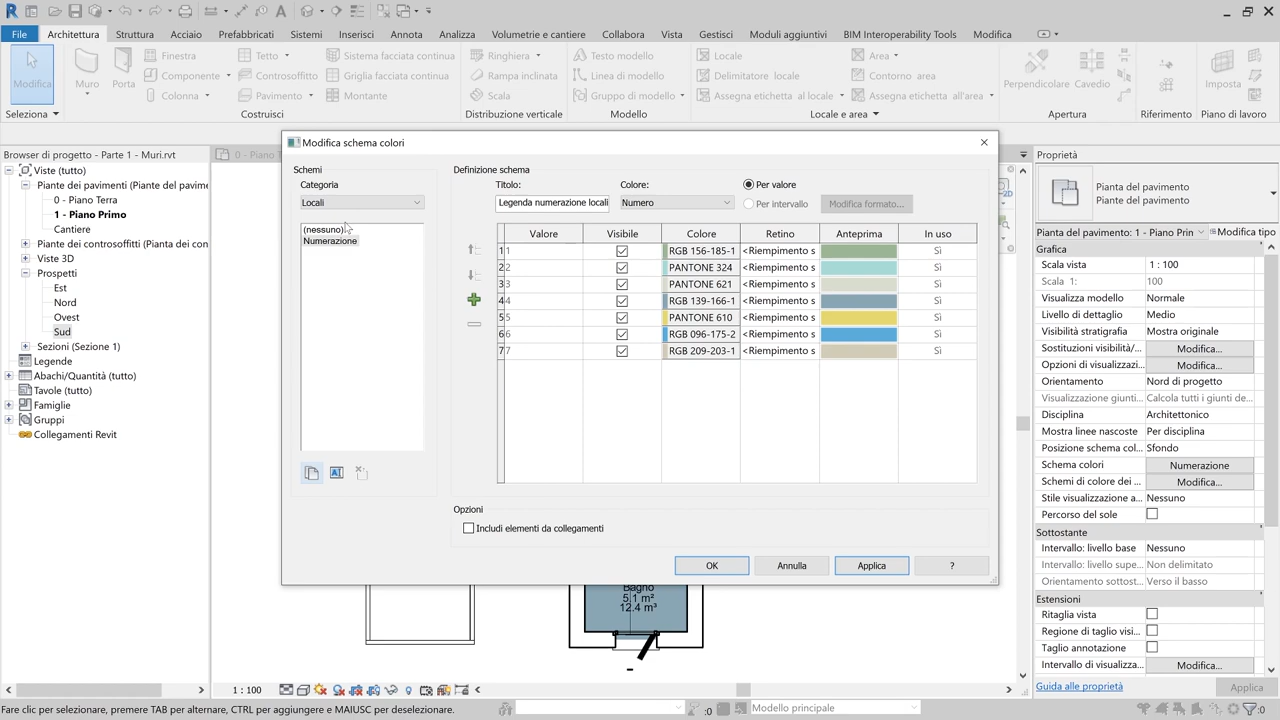 File
Architettura
Struttura
Acciaio
Prefabbricati
Sistemi
Inserisci
Annota
Analizza
Volumetrie e cantiere
Collabora
Vista
Gestisci
Moduli aggiuntivi
BIM Interoperability Tools
Modifica
Modifica
Muro
Porta
Finestra
Componente
Colonna
Tetto
Controsoffitto
Pavimento
Sistema facciata continua
Griglia facciata continua
Montante
Ringhiera
Rampa inclinata
Scala
Testo modello
Linea di modello
Gruppo di modello
Locale
Delimitatore locale
Assegna etichetta al locale
Area
Contorno area
Assegna etichetta all'area
Perpendicolare
Cavedio
Imposta
Seleziona
Costruisci
Distribuzione verticale
Modello
Locale e area
Apertura
Riferimento
Piano di lavoro
Browser di progetto - Parte 1 - Muri.rvt
Viste (tutto)
Piante dei pavimenti (Piante del pavime
0 - Piano Terra
1 - Piano Primo
Cantiere
Piante dei controsoffitti (Pianta dei con
Viste 3D
Prospetti
Est
Nord
Ovest
Sud
Sezioni (Sezione 1)
Legende
Abachi/Quantità (tutto)
Tavole (tutto)
Famiglie
Gruppi
Collegamenti Revit
0 - Piano T
Modifica schema colori
Schemi
Categoria
Locali
(nessuno)
Numerazione
Definizione schema
Titolo:
Legenda numerazione locali
Colore:
Numero
Per valore
Per intervallo
Modifica formato...
Valore Visibile Colore Retino Anteprima In uso
1 1 RGB 156-185-1 <Riempimento s Sì
2 2 PANTONE 324 <Riempimento s Sì
3 3 PANTONE 621 <Riempimento s Sì
4 4 RGB 139-166-1 <Riempimento s Sì
5 5 PANTONE 610 <Riempimento s Sì
6 6 RGB 096-175-2 <Riempimento s Sì
7 7 RGB 209-203-1 <Riempimento s Sì
Opzioni
Includi elementi da collegamenti
OK
Annulla
Applica
?
Bagno
5.1 m²
12.4 m³
Proprietà
Pianta del pavimento
Pianta del pavimento
Pianta del pavimento: 1 - Piano Prin
Modifica tipo
Grafica
Scala vista 1 : 100
Scala 1: 100
Visualizza modello Normale
Livello di dettaglio Medio
Visibilità stratigrafia Mostra originale
Sostituzioni visibilità/... Modifica...
Opzioni di visualizzazi... Modifica...
Orientamento Nord di progetto
Visualizzazione giunti... Calcola tutti i giunti de...
Disciplina Architettonico
Mostra linee nascoste Per disciplina
Posizione schema col... Sfondo
Schema colori Numerazione
Schemi di colore dei ... Modifica...
Stile visualizzazione a... Nessuno
Percorso del sole
Sottostante
Intervallo: livello base Nessuno
Intervallo: livello supe... Non delimitato
Orientamento sottost... Verso il basso
Estensioni
Ritaglia vista
Regione di taglio visi...
Taglio annotazione
Intervallo di visualizza... Modifica...
Guida alle proprietà
Applica
1 : 100
Fare clic per selezionare, premere TAB per alternare, CTRL per aggiungere e MAIUSC per deselezionare.
:0
Modello principale
:0